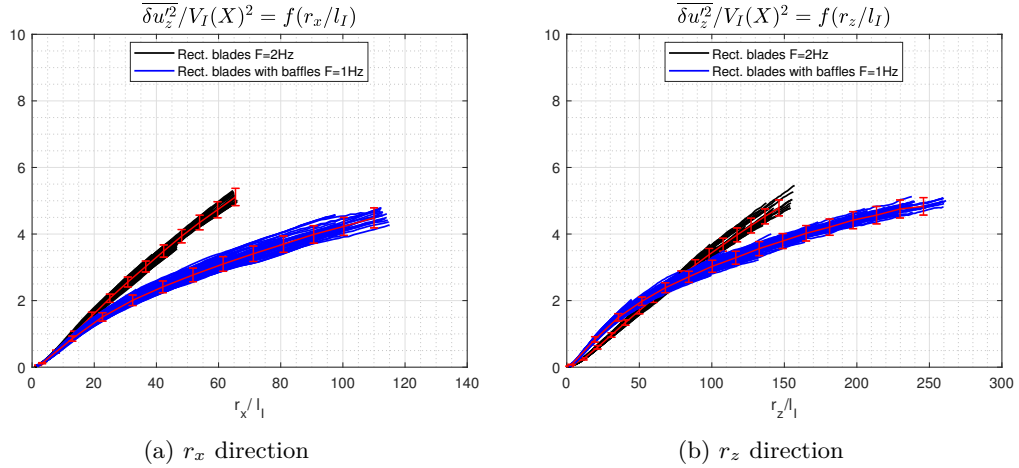 $\overline{\delta u_z'^2}/V_I(X)^2 = f(r_x/l_I)$
10
8
6
4
2
0
Rect. blades F=2Hz
Rect. blades with baffles F=1Hz
0 20 40 60 80 100 120 140
r_x/ l_I
(a) r_x direction
$\overline{\delta u_z'^2}/V_I(X)^2 = f(r_z/l_I$
10
8
6
4
2
0
Rect. blades F=2Hz
Rect. blades with baffles F=1Hz
0 50 100 150 200 250 300
r_z/l_I
(b) r_z direction